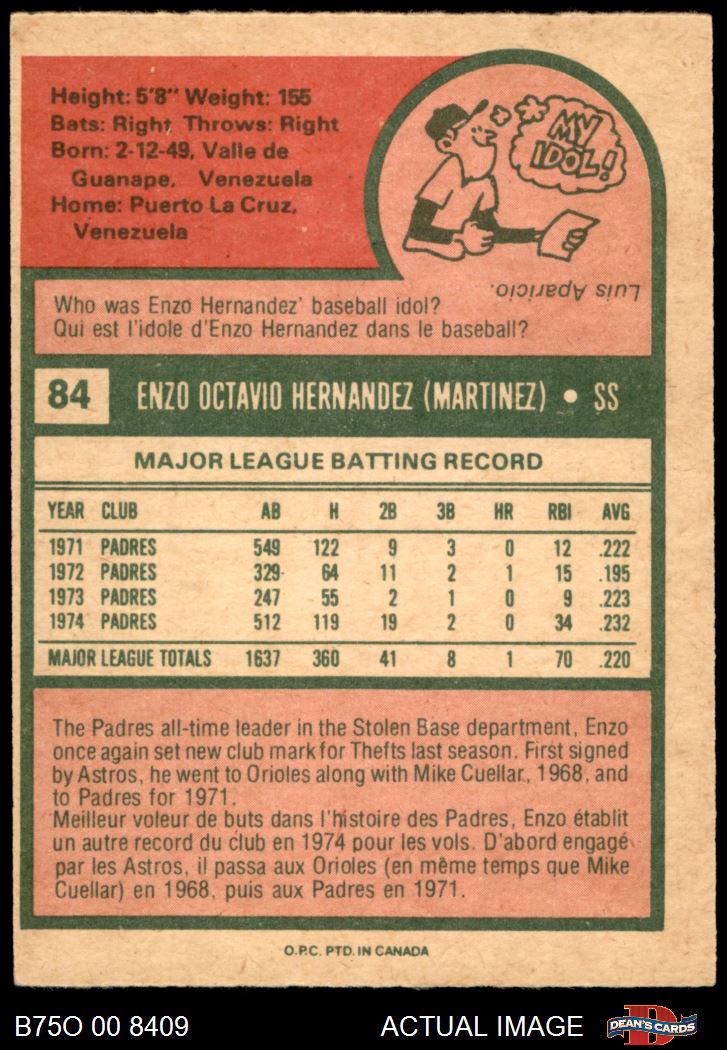 Height: 5'8" Weight: 155
Bats: Right Throws: Right
Born: 2-12-49, Valle de
Guanape, Venezuela
Home: Puerto La Cruz,
Venezuela
MY
IDOL!
Luis Aparicio.
Who was Enzo Hernandez' baseball idol?
Qui est l'idole d'Enzo Hernandez dans le baseball?
84 ENZO OCTAVIO HERNANDEZ (MARTINEZ) • SS
MAJOR LEAGUE BATTING RECORD
YEAR CLUB AB H 2B 3B HR RBI AVG
1971 PADRES 549 122 9 3 0 12 .222
1972 PADRES 329 64 11 2 1 15 .195
1973 PADRES 247 55 2 1 0 9 .223
1974 PADRES 512 119 19 2 0 34 .232
MAJOR LEAGUE TOTALS 1637 360 41 8 1 70 .220
The Padres all-time leader in the Stolen Base department, Enzo
once again set new club mark for Thefts last season. First signed
by Astros, he went to Orioles along with Mike Cuellar, 1968, and
to Padres for 1971.
Meilleur voleur de buts dans l'histoire des Padres, Enzo établit
un autre record du club en 1974 pour les vols. D'abord engagé
par les Astros, il passa aux Orioles (en même temps que Mike
Cuellar) en 1968, puis aux Padres en 1971.
O.P.C. PTD. IN CANADA
B75O 00 8409 ACTUAL IMAGE DEAN'S CARDS